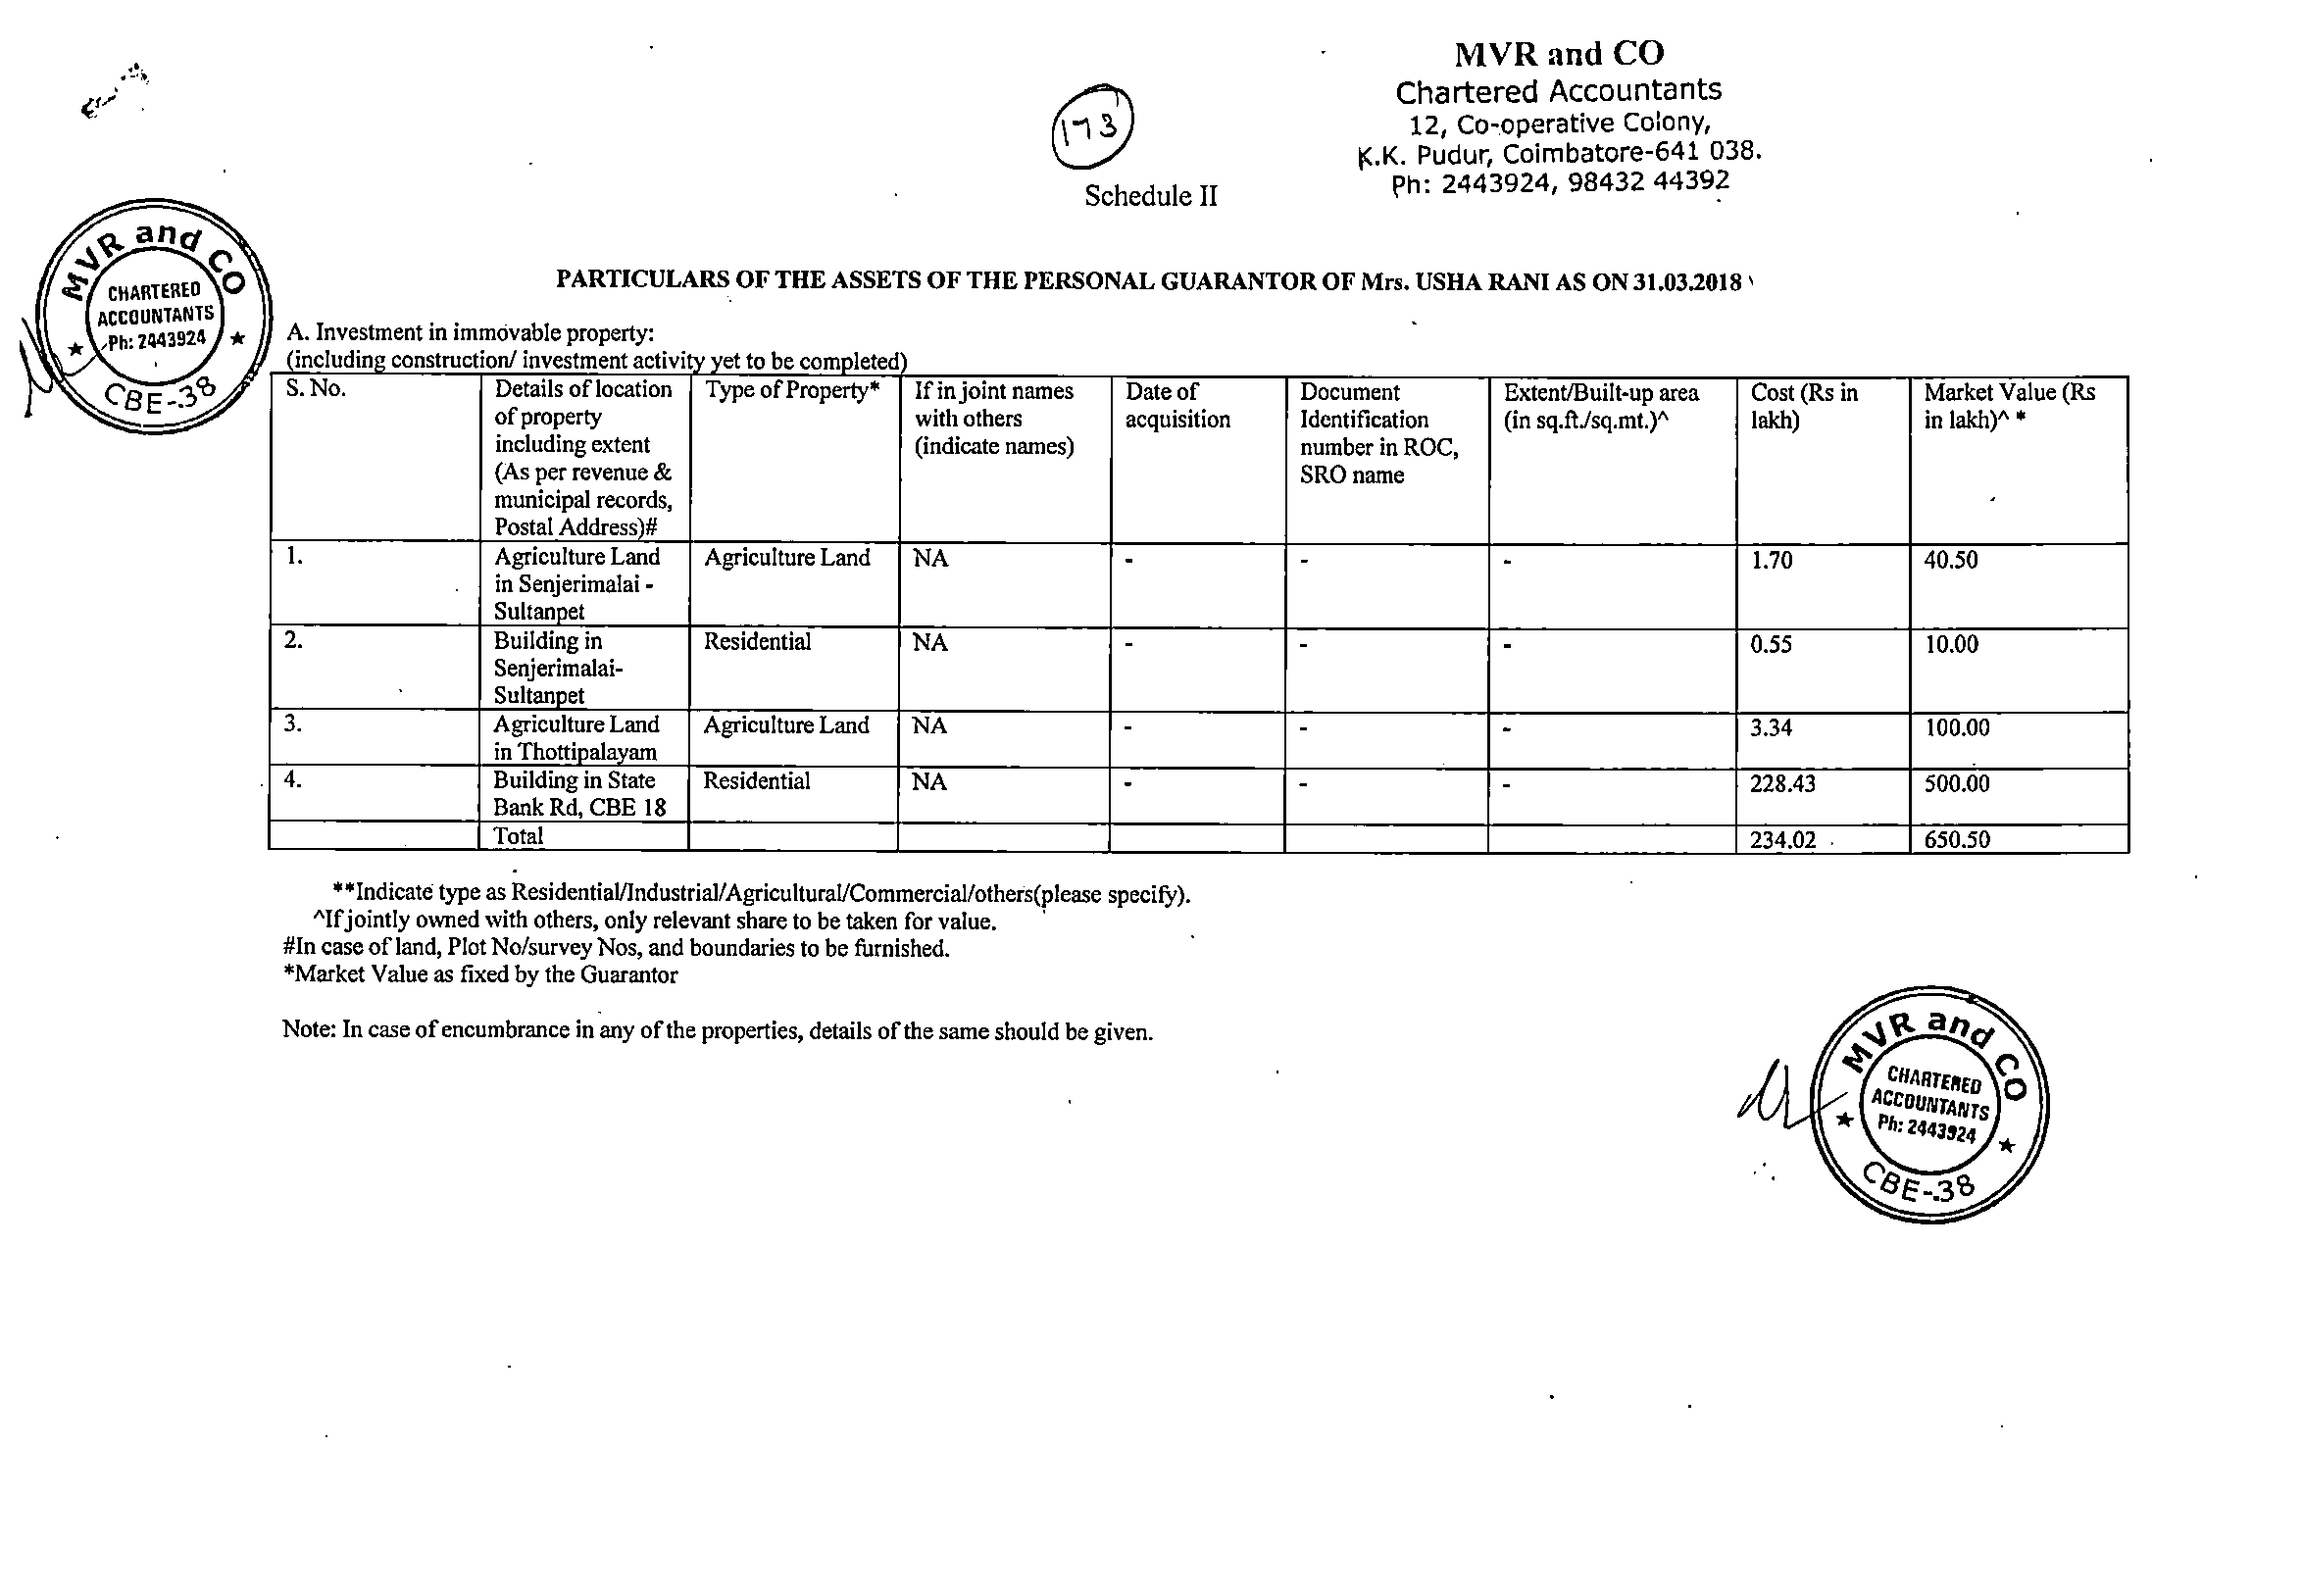 MVR and CO
Chartered Accountants
12, Co-operative Colony,
K.K. Pudur, Coimbatore-641 038.
Ph: 2443924, 98432 44392
173
Schedule II
MVR and CO
CHARTERED
ACCOUNTANTS
Ph: 2443924
CBE-38
PARTICULARS OF THE ASSETS OF THE PERSONAL GUARANTOR OF Mrs. USHA RANI AS ON 31.03.2018
A. Investment in immovable property:
(including construction/ investment activity yet to be completed)
S. No. Details of location of property including extent (As per revenue & municipal records, Postal Address)# Type of Property* If in joint names with others (indicate names) Date of acquisition Document Identification number in ROC, SRO name Extent/Built-up area (in sq.ft./sq.mt.)^ Cost (Rs in lakh) Market Value (Rs in lakh)^ *
1. Agriculture Land in Senjerimalai - Sultanpet Agriculture Land NA - - - 1.70 40.50
2. Building in Senjerimalai- Sultanpet Residential NA - - - 0.55 10.00
3. Agriculture Land in Thottipalayam Agriculture Land NA - - - 3.34 100.00
4. Building in State Bank Rd, CBE 18 Residential NA - - - 228.43 500.00
Total 234.02 650.50
**Indicate type as Residential/Industrial/Agricultural/Commercial/others(please specify).
^If jointly owned with others, only relevant share to be taken for value.
#In case of land, Plot No/survey Nos, and boundaries to be furnished.
*Market Value as fixed by the Guarantor
Note: In case of encumbrance in any of the properties, details of the same should be given.
MVR and CO
CHARTERED
ACCOUNTANTS
Ph: 2443924
CBE-38